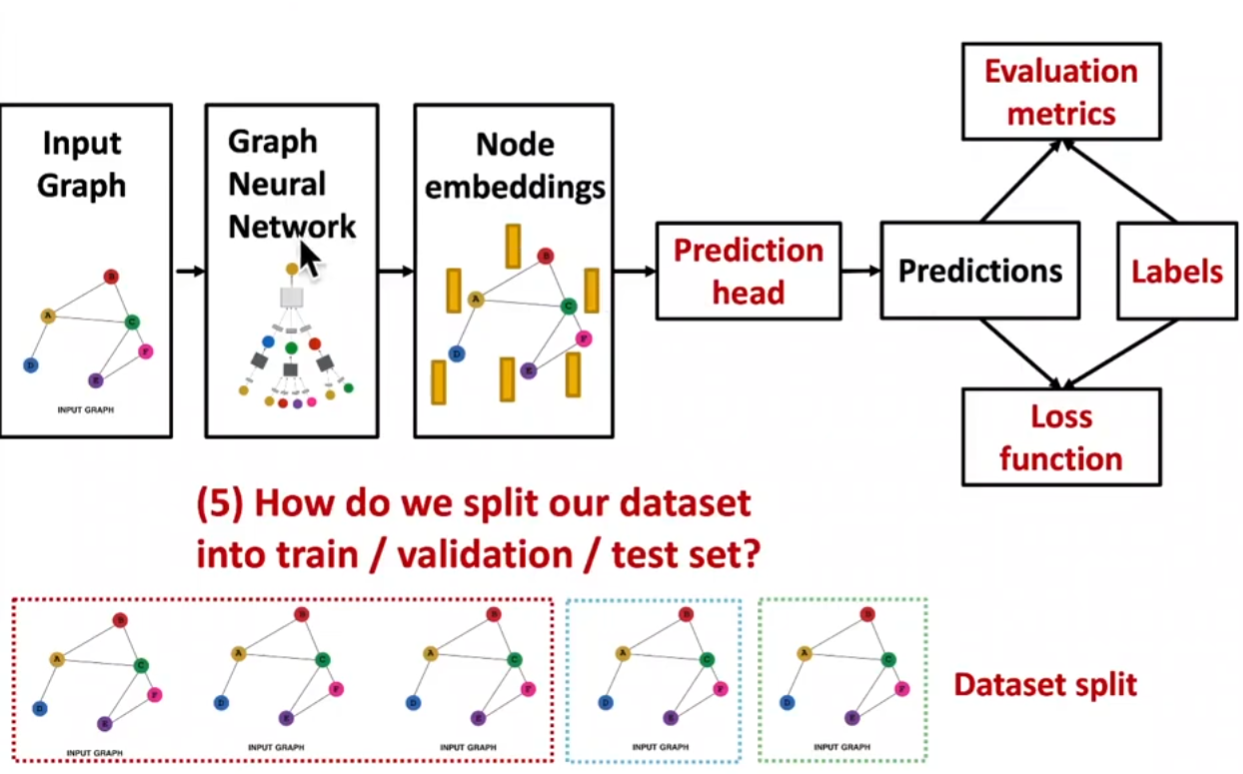 Input
Graph
A
B
C
D
E
F
INPUT GRAPH
Graph
Neural
Network
Node
embeddings
A
B
C
D
E
F
Prediction
head
Predictions
Labels
Evaluation
metrics
Loss
function
(5) How do we split our dataset
into train / validation / test set?
A
B
C
D
E
F
INPUT GRAPH
A
B
C
D
E
F
INPUT GRAPH
A
B
C
D
E
F
INPUT GRAPH
A
B
C
D
E
F
INPUT GRAPH
A
B
C
D
E
F
INPUT GRAPH
Dataset split